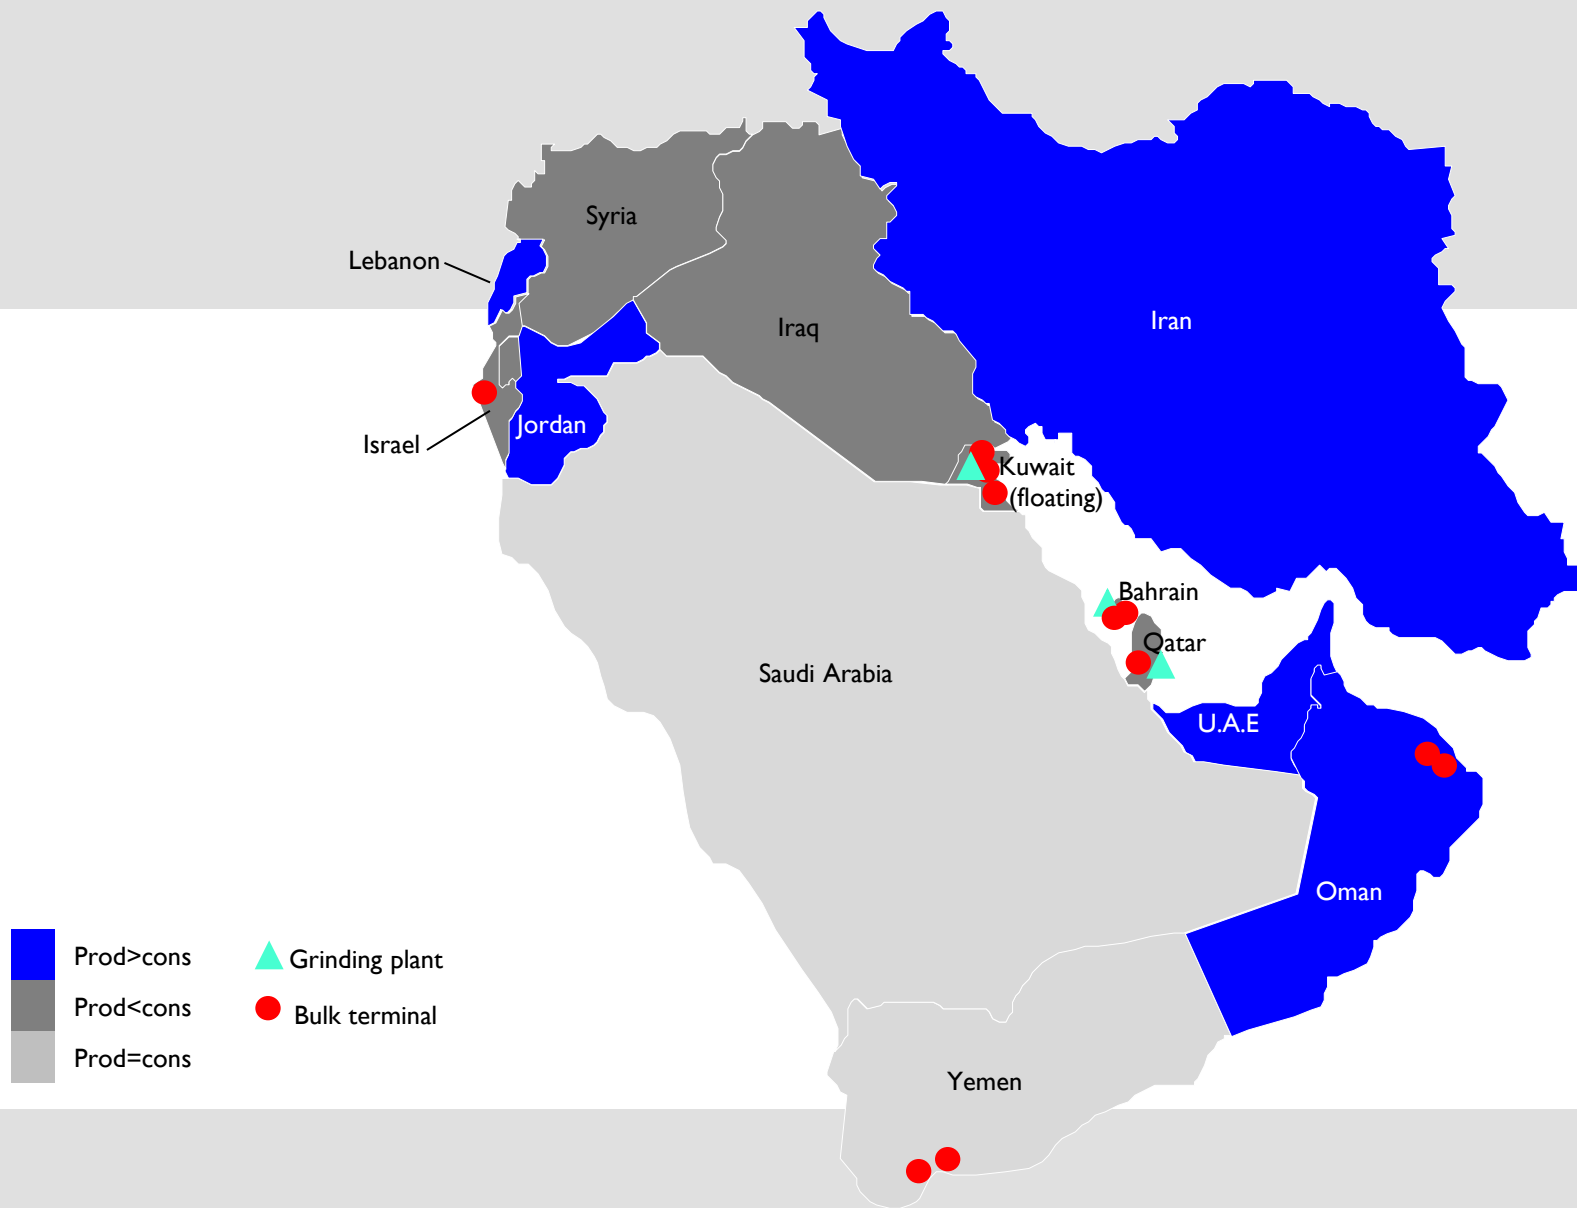 Syria
Lebanon
Iraq
Iran
Jordan
Israel
Kuwait
(floating)
Bahrain
Qatar
Saudi Arabia
U.A.E
Oman
Prod>cons
Grinding plant
Prod<cons
Bulk terminal
Prod=cons
Yemen